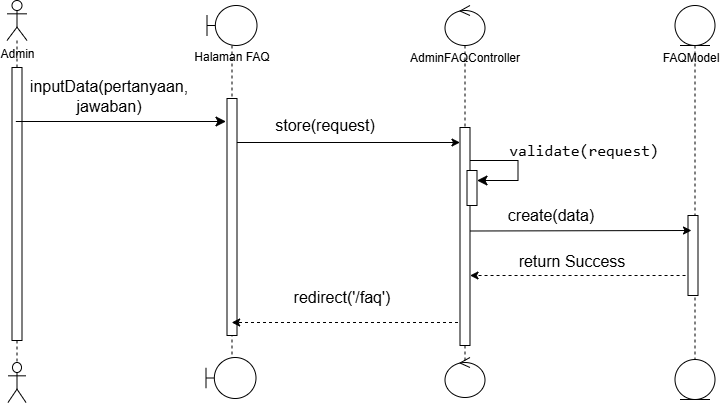 Admin
Halaman FAQ
AdminFAQController
FAQModel
inputData(pertanyaan,
jawaban)
store(request)
validate(request)
create(data)
return Success
redirect('/faq')